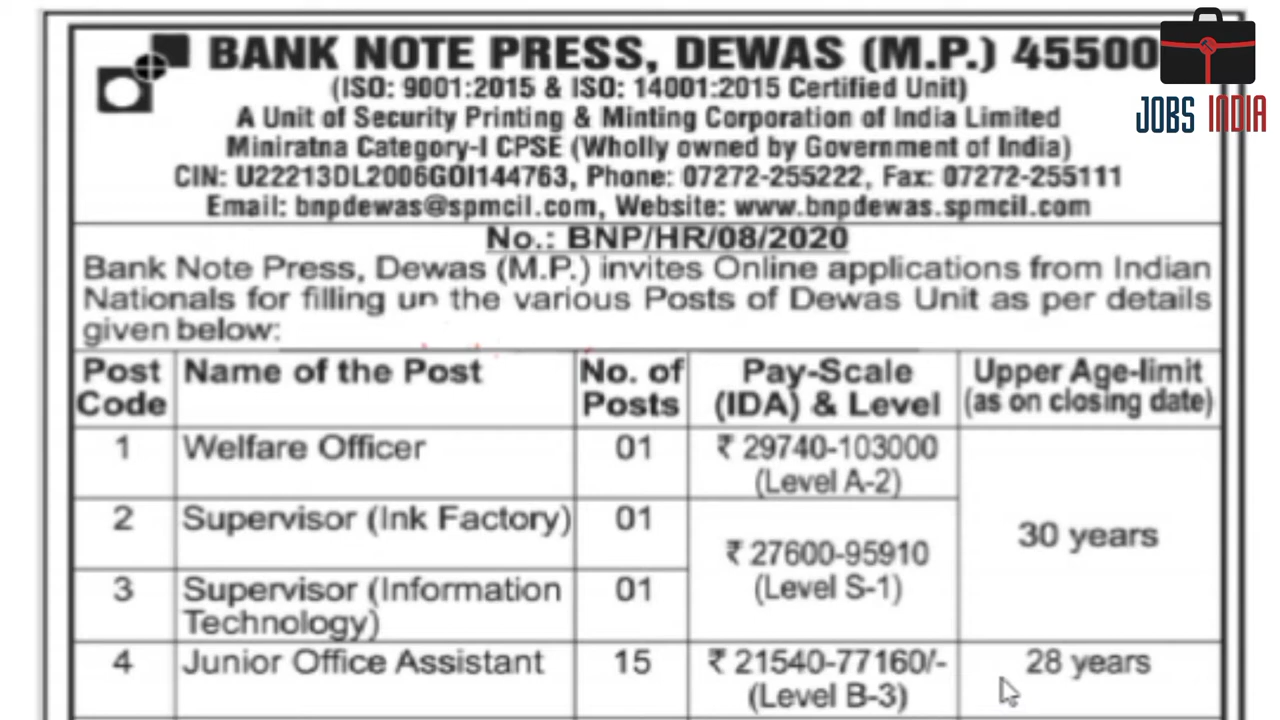 BANK NOTE PRESS, DEWAS (M.P.) 45500
(ISO: 9001:2015 & ISO: 14001:2015 Certified Unit)
A Unit of Security Printing & Minting Corporation of India Limited
Miniratna Category-I CPSE (Wholly owned by Government of India)
CIN: U22213DL2006GOI144763, Phone: 07272-255222, Fax: 07272-255111
Email: bnpdewas@spmcil.com, Website: www.bnpdewas.spmcil.com
JOBS INDIA
No.: BNP/HR/08/2020
Bank Note Press, Dewas (M.P.) invites Online applications from Indian
Nationals for filling up the various Posts of Dewas Unit as per details
given below:
Post Code Name of the Post No. of Posts Pay-Scale (IDA) & Level Upper Age-limit (as on closing date)
1 Welfare Officer 01 ₹ 29740-103000 (Level A-2)
2 Supervisor (Ink Factory) 01
₹ 27600-95910 (Level S-1) 30 years
3 Supervisor (Information Technology) 01
4 Junior Office Assistant 15 ₹ 21540-77160/- (Level B-3) 28 years